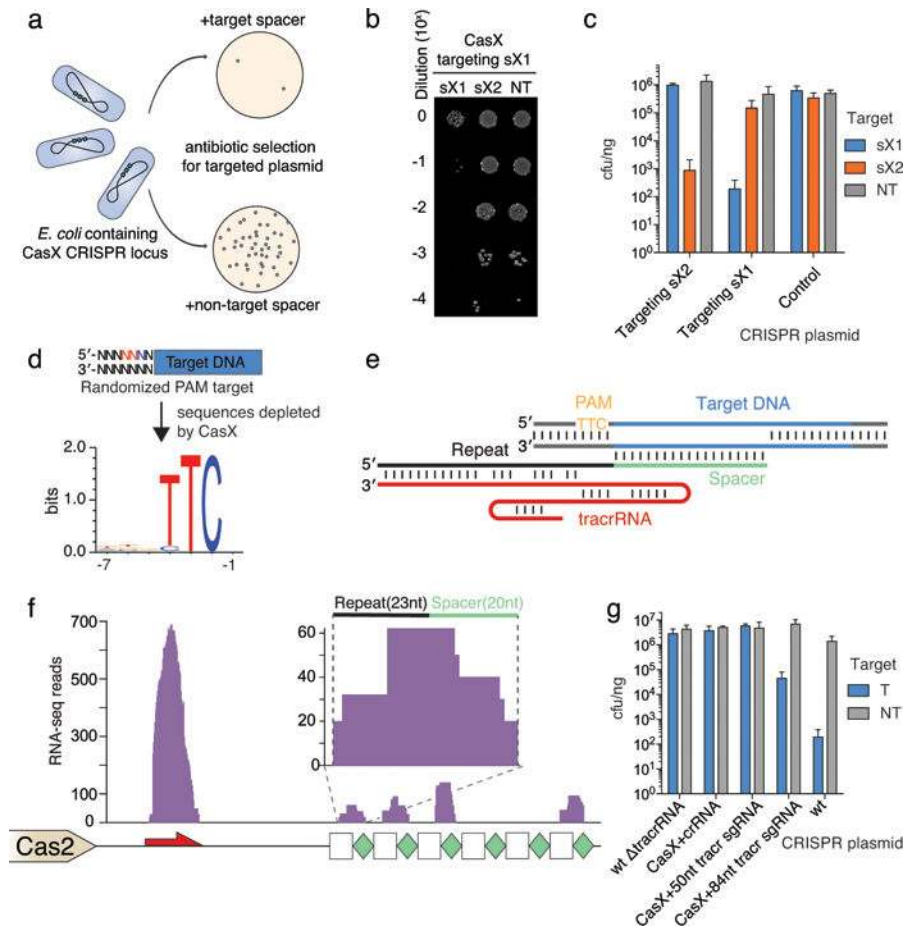 a
+target spacer
antibiotic selection
for targeted plasmid
E. coli containing
CasX CRISPR locus
+non-target spacer
b
Dilution (10ˣ)
CasX
targeting sX1
sX1 sX2 NT
0
-1
-2
-3
-4
c
cfu/ng
10⁶
10⁵
10⁴
10³
10²
10¹
10⁰
Targeting sX2
Targeting sX1
Control
CRISPR plasmid
Target
sX1
sX2
NT
d
5′-NNNNNNN Target DNA
3′-NNNNNNN
Randomized PAM target
sequences depleted
by CasX
bits
2.0
1.0
0.0
TTC
-7 -1
e
PAM Target DNA
5′ TTC
3′
Repeat
5′
Spacer
3′
tracrRNA
f
RNA-seq reads
700
500
300
100
0
Repeat(23nt) Spacer(20nt)
60
40
20
0
Cas2
g
cfu/ng
10⁷
10⁶
10⁵
10⁴
10³
10²
10¹
10⁰
wt ΔtracrRNA
CasX+crRNA
CasX+50nt tracr sgRNA
CasX+84nt tracr sgRNA
wt
CRISPR plasmid
Target
T
NT